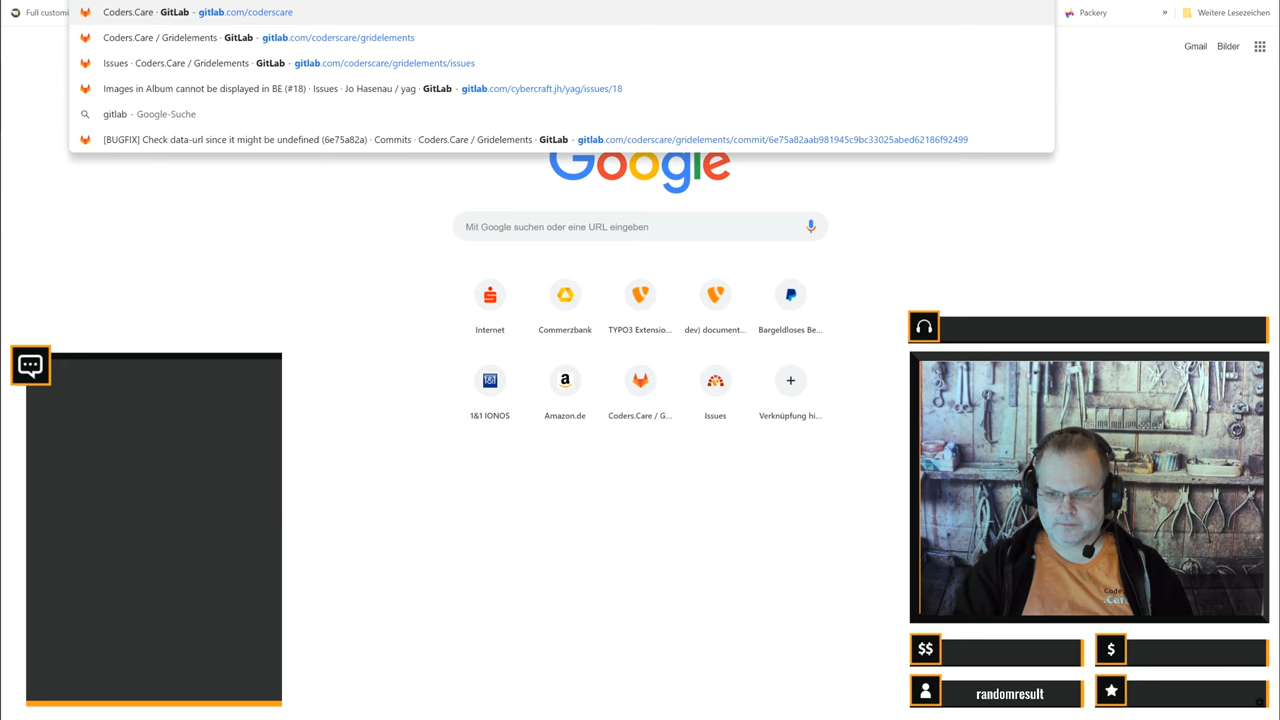 Full customi
Coders.Care · GitLab - gitlab.com/coderscare
Packery
»
Weitere Lesezeichen
Coders.Care / Gridelements · GitLab - gitlab.com/coderscare/gridelements
Gmail
Bilder
Issues · Coders.Care / Gridelements · GitLab - gitlab.com/coderscare/gridelements/issues
Images in Album cannot be displayed in BE (#18) · Issues · Jo Hasenau / yag · GitLab - gitlab.com/cybercraft.jh/yag/issues/18
gitlab - Google-Suche
[BUGFIX] Check data-url since it might be undefined (6e75a82a) · Commits · Coders.Care / Gridelements · GitLab - gitlab.com/coderscare/gridelements/commit/6e75a82aab981945c9bc33025abed62186f92499
Google
Mit Google suchen oder eine URL eingeben
Internet
Commerzbank
TYPO3 Extensio...
dev) document...
Bargeldloses Be...
1&1
a
1&1 IONOS
Amazon.de
Coders.Care / G...
Issues
Verknüpfung hi...
Code.
.Care
$$
$
randomresult